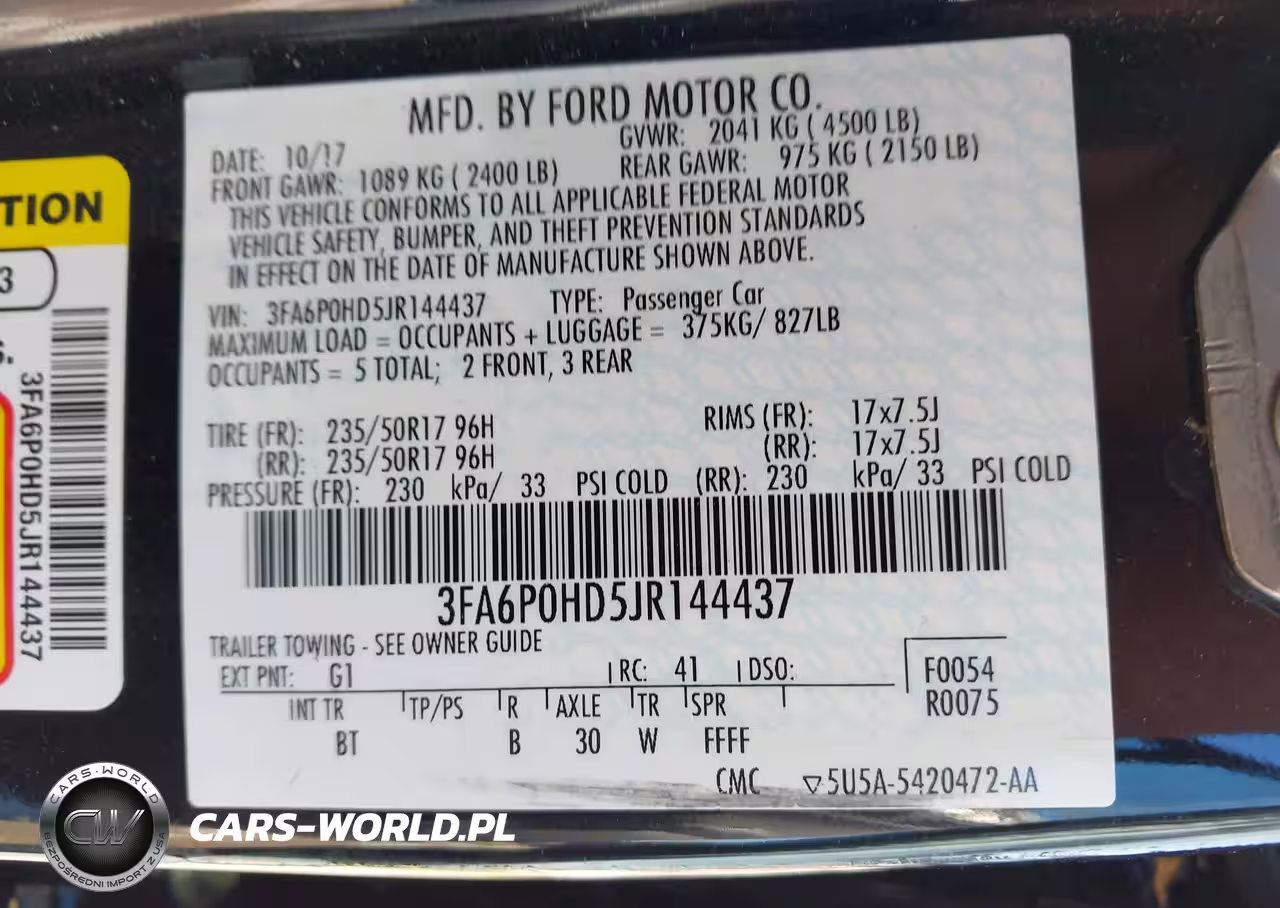 MFD. BY FORD MOTOR CO.
DATE: 10/17 GVWR: 2041 KG ( 4500 LB)
FRONT GAWR: 1089 KG ( 2400 LB) REAR GAWR: 975 KG ( 2150 LB)
THIS VEHICLE CONFORMS TO ALL APPLICABLE FEDERAL MOTOR
VEHICLE SAFETY, BUMPER, AND THEFT PREVENTION STANDARDS
IN EFFECT ON THE DATE OF MANUFACTURE SHOWN ABOVE.
VIN: 3FA6P0HD5JR144437 TYPE: Passenger Car
MAXIMUM LOAD = OCCUPANTS + LUGGAGE = 375KG/ 827LB
OCCUPANTS = 5 TOTAL; 2 FRONT, 3 REAR
TIRE (FR): 235/50R17 96H RIMS (FR): 17x7.5J
(RR): 235/50R17 96H (RR): 17x7.5J
PRESSURE (FR): 230 kPa/ 33 PSI COLD (RR): 230 kPa/ 33 PSI COLD
3FA6P0HD5JR144437
TRAILER TOWING - SEE OWNER GUIDE
EXT PNT: G1 RC: 41 DSO: F0054
R0075
INT TR TP/PS R AXLE TR SPR
BT B 30 W FFFF
CMC ▽5U5A-5420472-AA
TION
3
3FA6P0HD5JR144437
CARS-WORLD
CW
BEZPOŚREDNI IMPORT Z USA
CARS-WORLD.PL